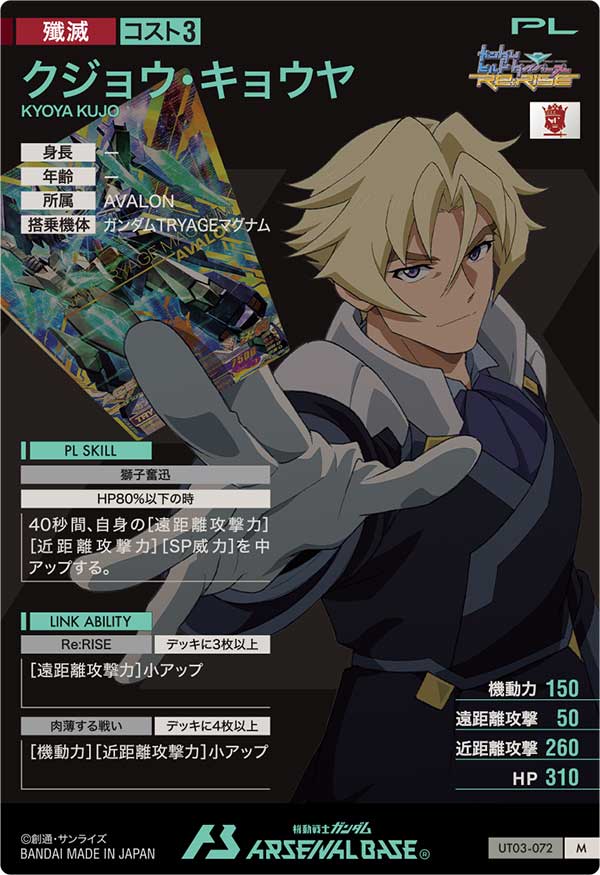 殲滅 コスト3
PL
クジョウ・キョウヤ
KYOYA KUJO
Re:RISE
身長 —
年齢 —
所属 AVALON
搭乗機体 ガンダムTRYAGEマグナム
AVALON
PL SKILL
獅子奮迅
HP80%以下の時
40秒間、自身の[遠距離攻撃力]
[近距離攻撃力][SP威力]を中
アップする。
LINK ABILITY
Re:RISE デッキに3枚以上
[遠距離攻撃力]小アップ
肉薄する戦い デッキに4枚以上
[機動力][近距離攻撃力]小アップ
機動力 150
遠距離攻撃 50
近距離攻撃 260
HP 310
©創通・サンライズ
BANDAI MADE IN JAPAN
機動戦士ガンダム
ARSENAL BASE®
UT03-072 M